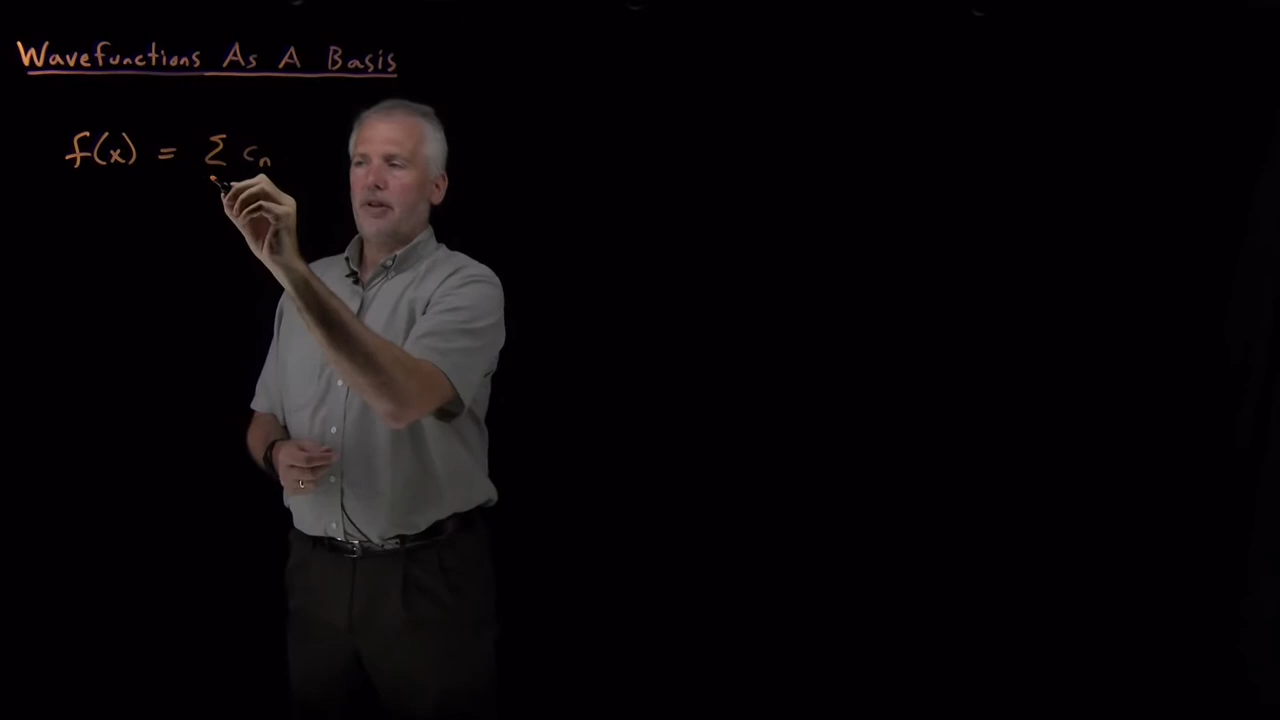 Wavefunctions As A Basis
f(x) = Σ cₙ